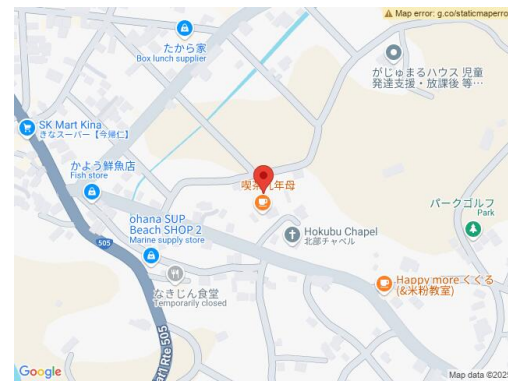 Map error: g.co/staticmaperro
たから家
Box lunch supplier
がじゅまるハウス 児童
発達支援・放課後 等…
SK Mart Kina
きなスーパー【今帰仁】
かよう鮮魚店
Fish store
喫茶
年母
ohana SUP
Beach SHOP 2
Marine supply store
パークゴルフ
Park
Hokubu Chapel
北部チャペル
505
なきじん食堂
Temporarily closed
Happy more くくる
(&米粉教室)
Rte 505
Google
Map data ©2025